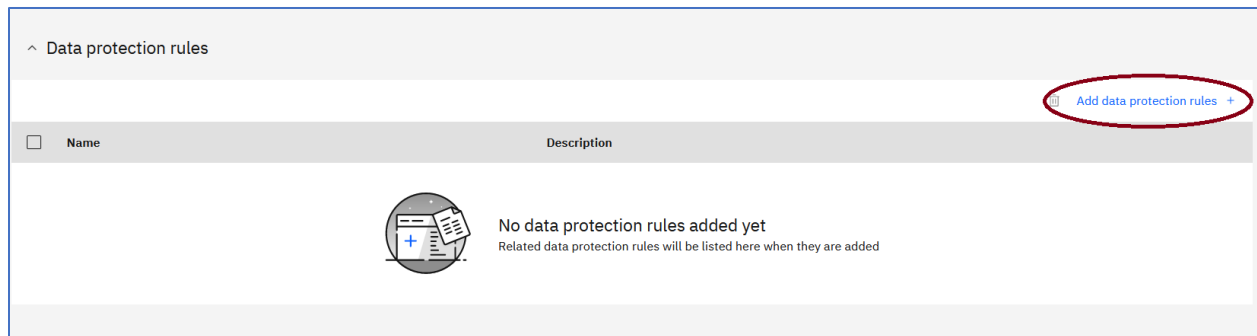 Data protection rules
Add data protection rules +
Name Description
No data protection rules added yet
Related data protection rules will be listed here when they are added